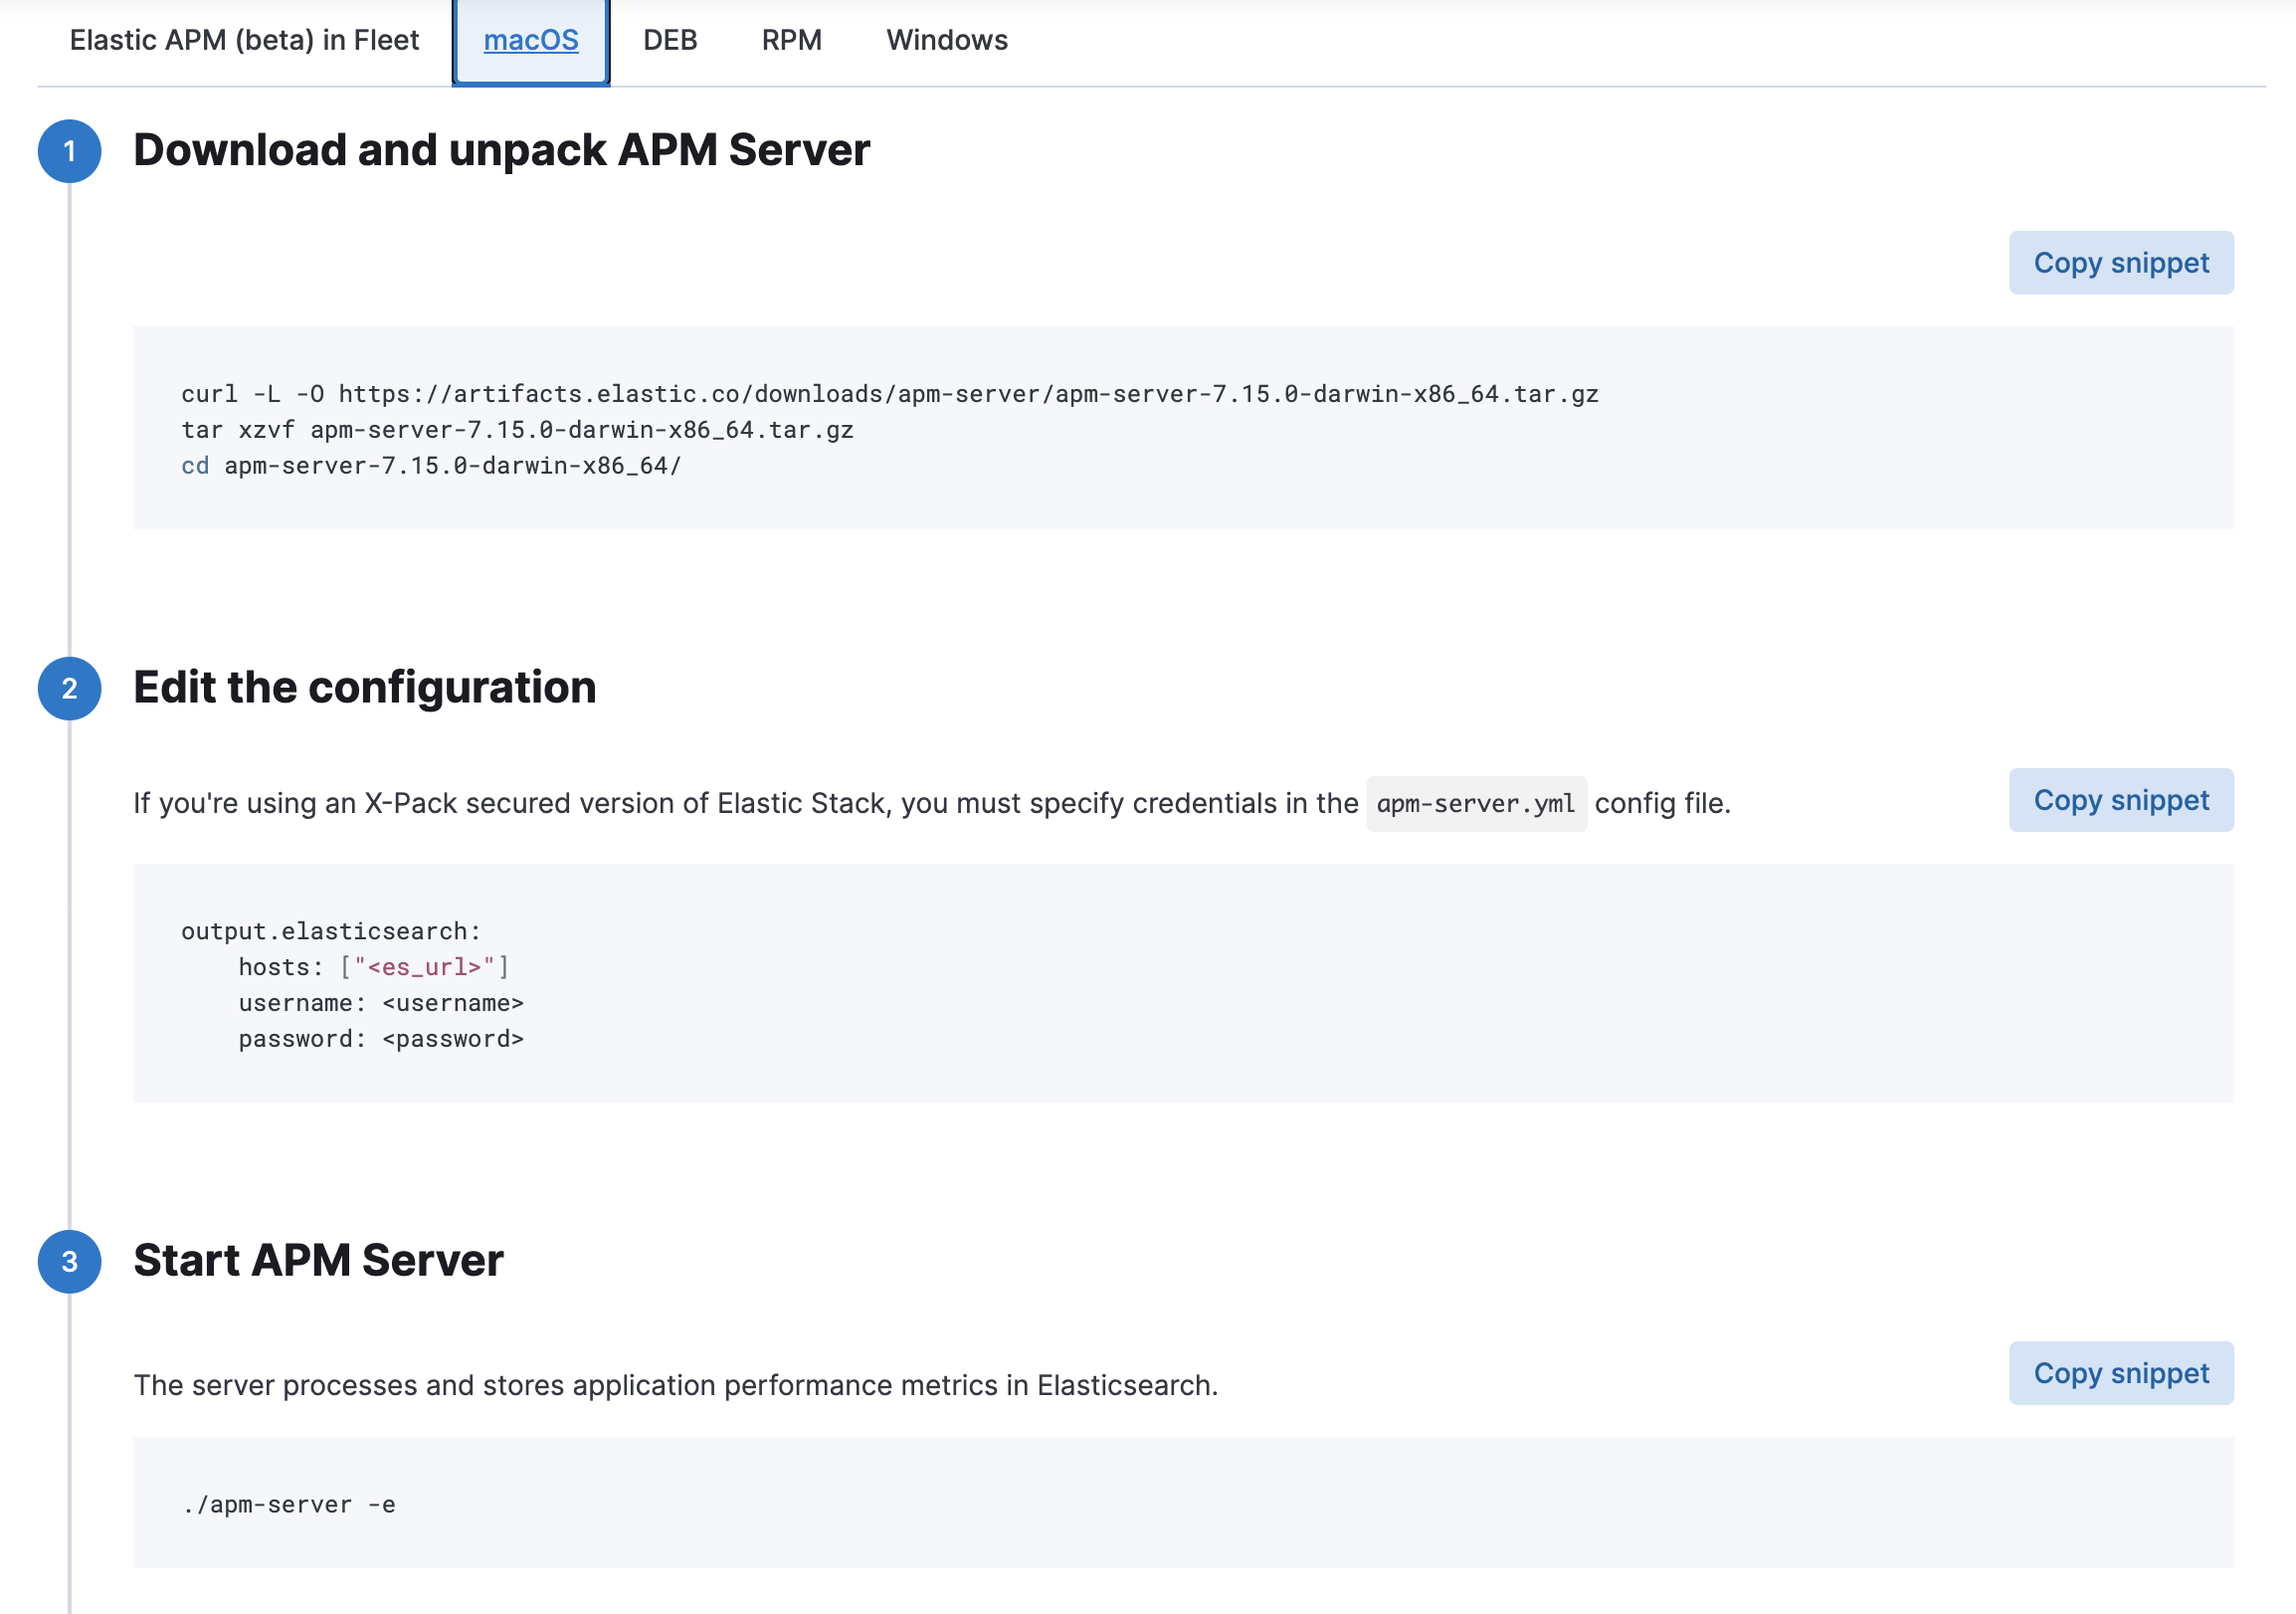 Elastic APM (beta) in Fleet macOS DEB RPM Windows
1 Download and unpack APM Server
Copy snippet
curl -L -O https://artifacts.elastic.co/downloads/apm-server/apm-server-7.15.0-darwin-x86_64.tar.gz
tar xzvf apm-server-7.15.0-darwin-x86_64.tar.gz
cd apm-server-7.15.0-darwin-x86_64/
2 Edit the configuration
If you're using an X-Pack secured version of Elastic Stack, you must specify credentials in the apm-server.yml config file.
Copy snippet
output.elasticsearch:
    hosts: ["<es_url>"]
    username: <username>
    password: <password>
3 Start APM Server
The server processes and stores application performance metrics in Elasticsearch.
Copy snippet
./apm-server -e